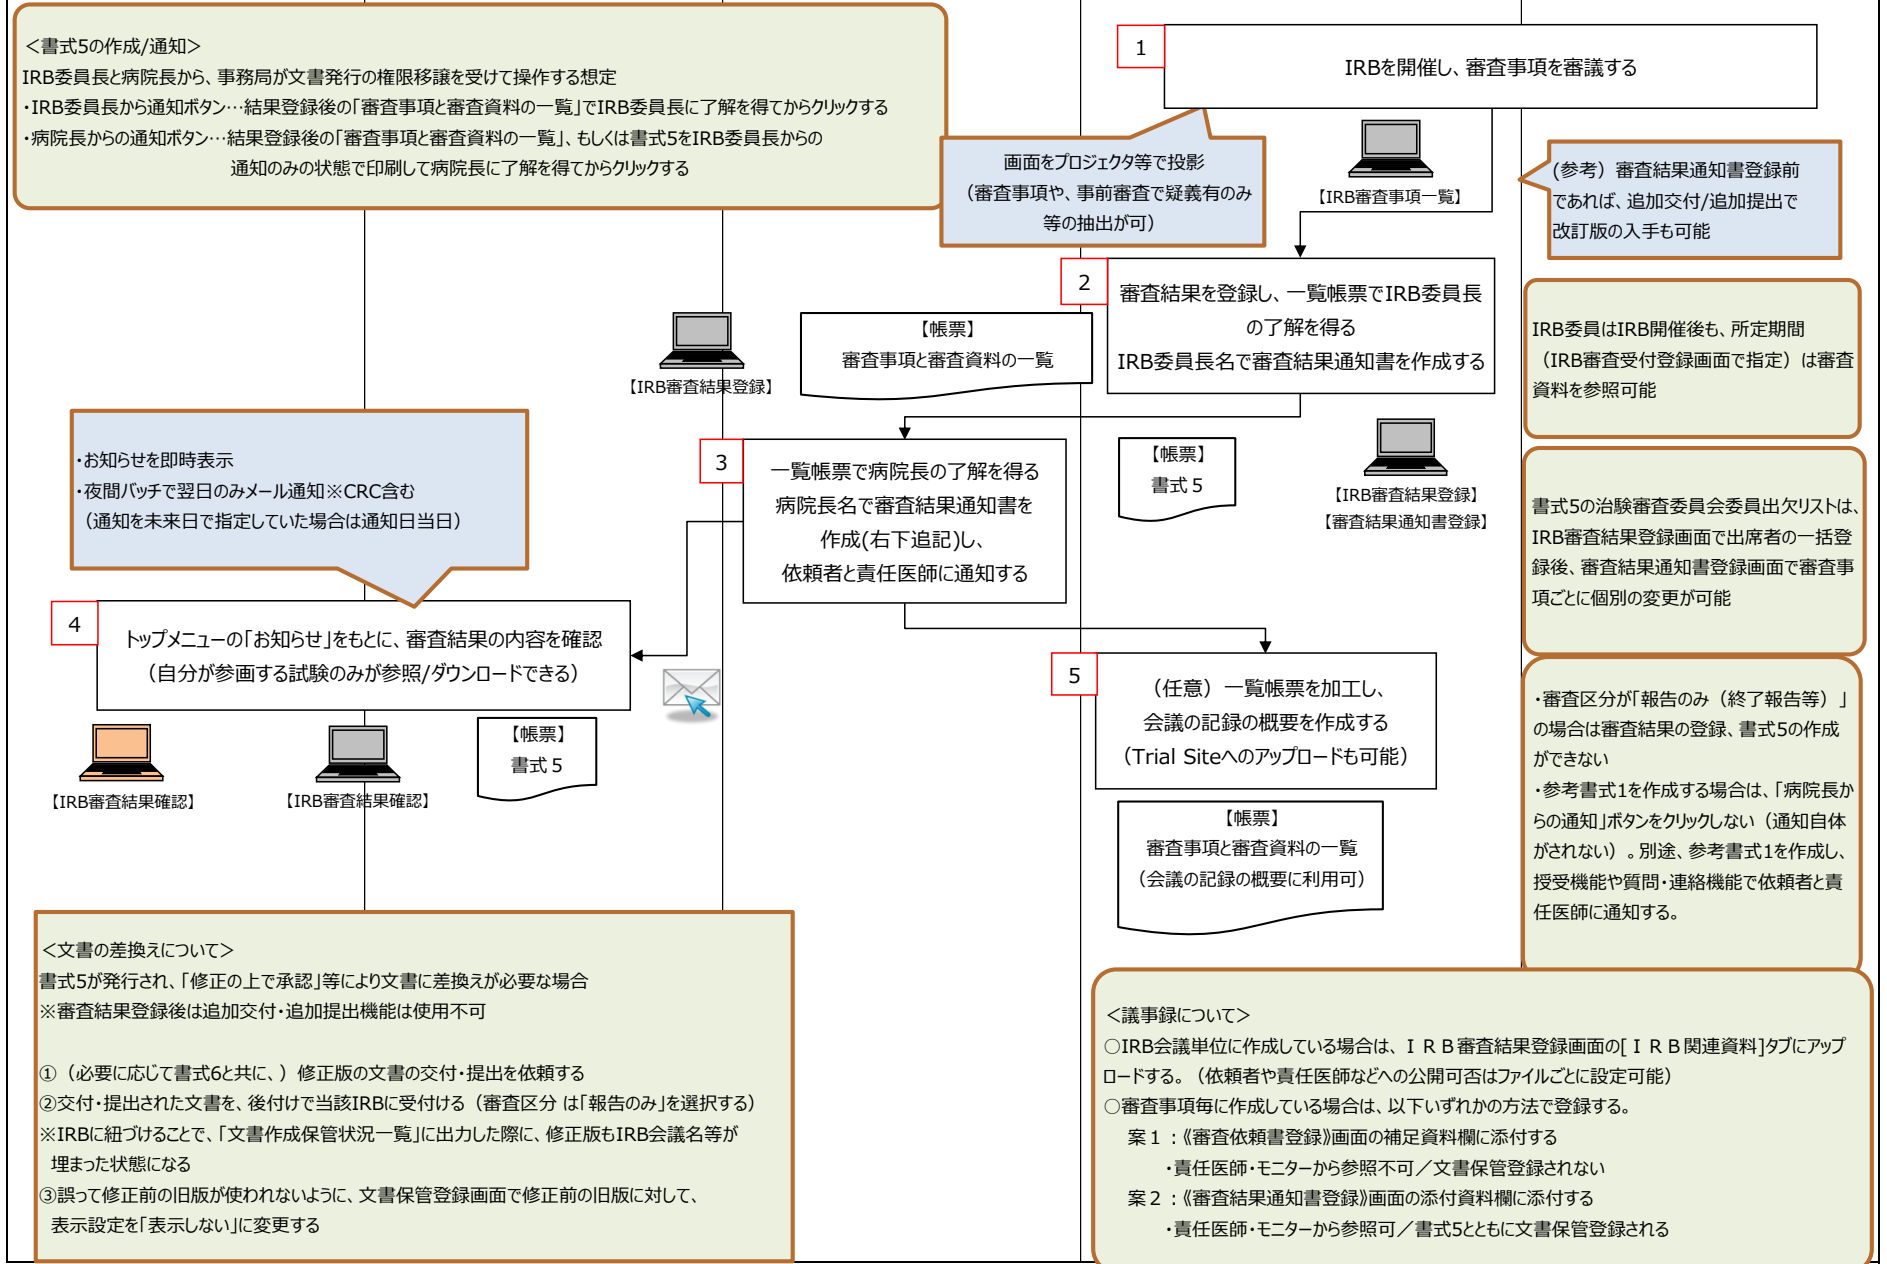 ＜書式5の作成/通知＞
IRB委員長と病院長から、事務局が文書発行の権限移譲を受けて操作する想定
・IRB委員長から通知ボタン…結果登録後の「審査事項と審査資料の一覧」でIRB委員長に了解を得てからクリックする
・病院長からの通知ボタン…結果登録後の「審査事項と審査資料の一覧」、もしくは書式5をIRB委員長からの
通知のみの状態で印刷して病院長に了解を得てからクリックする
1
IRBを開催し、審査事項を審議する
画面をプロジェクタ等で投影
（審査事項や、事前審査で疑義有のみ
等の抽出が可）
【IRB審査事項一覧】
(参考）審査結果通知書登録前
であれば、追加交付/追加提出で
改訂版の入手も可能
2
審査結果を登録し、一覧帳票でIRB委員長
の了解を得る
IRB委員長名で審査結果通知書を作成する
【帳票】
審査事項と審査資料の一覧
【IRB審査結果登録】
IRB委員はIRB開催後も、所定期間
（IRB審査受付登録画面で指定）は審査
資料を参照可能
・お知らせを即時表示
・夜間バッチで翌日のみメール通知※CRC含む
（通知を未来日で指定していた場合は通知日当日）
3
一覧帳票で病院長の了解を得る
病院長名で審査結果通知書を
作成(右下追記)し、
依頼者と責任医師に通知する
【帳票】
書式５
【IRB審査結果登録】
【審査結果通知書登録】
書式5の治験審査委員会委員出欠リストは、
IRB審査結果登録画面で出席者の一括登
録後、審査結果通知書登録画面で審査事
項ごとに個別の変更が可能
4
トップメニューの「お知らせ」をもとに、審査結果の内容を確認
（自分が参画する試験のみが参照/ダウンロードできる）
【IRB審査結果確認】
【IRB審査結果確認】
【帳票】
書式５
5
（任意）一覧帳票を加工し、
会議の記録の概要を作成する
（Trial Siteへのアップロードも可能）
【帳票】
審査事項と審査資料の一覧
（会議の記録の概要に利用可）
・審査区分が「報告のみ（終了報告等）」
の場合は審査結果の登録、書式5の作成
ができない
・参考書式1を作成する場合は、「病院長か
らの通知」ボタンをクリックしない（通知自体
がされない）。別途、参考書式1を作成し、
授受機能や質問・連絡機能で依頼者と責
任医師に通知する。
＜文書の差換えについて＞
書式5が発行され、「修正の上で承認」等により文書に差換えが必要な場合
※審査結果登録後は追加交付・追加提出機能は使用不可
①（必要に応じて書式6と共に、）修正版の文書の交付・提出を依頼する
②交付・提出された文書を、後付けで当該IRBに受付ける（審査区分 は「報告のみ」を選択する）
※IRBに紐づけることで、「文書作成保管状況一覧」に出力した際に、修正版もIRB会議名等が
埋まった状態になる
③誤って修正前の旧版が使われないように、文書保管登録画面で修正前の旧版に対して、
表示設定を「表示しない」に変更する
＜議事録について＞
○IRB会議単位に作成している場合は、ＩＲＢ審査結果登録画面の[ＩＲＢ関連資料]タブにアップ
ロードする。（依頼者や責任医師などへの公開可否はファイルごとに設定可能）
○審査事項毎に作成している場合は、以下いずれかの方法で登録する。
案１：《審査依頼書登録》画面の補足資料欄に添付する
・責任医師・モニターから参照不可／文書保管登録されない
案２：《審査結果通知書登録》画面の添付資料欄に添付する
・責任医師・モニターから参照可／書式5とともに文書保管登録される